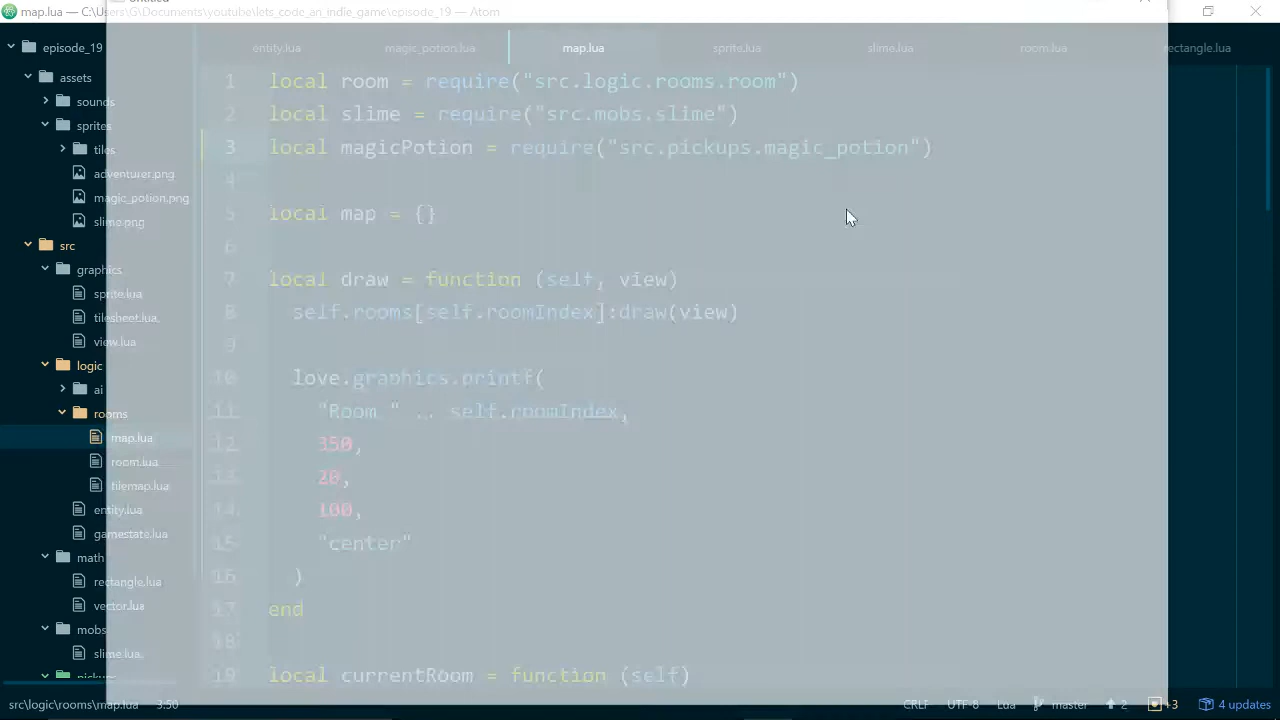 map.lua — C:\Users\G\Documents\youtube\lets_code_an_indie_game\episode_19 — Atom
Untitled
episode_19
assets
sounds
sprites
tiles
adventurer.png
magic_potion.png
slime.png
src
graphics
sprite.lua
tilesheet.lua
view.lua
logic
ai
rooms
map.lua
room.lua
tilemap.lua
entity.lua
gamestate.lua
math
rectangle.lua
vector.lua
mobs
slime.lua
pickups
entity.lua magic_potion.lua map.lua sprite.lua slime.lua room.lua rectangle.lua
1 local room = require("src.logic.rooms.room")
2 local slime = require("src.mobs.slime")
3 local magicPotion = require("src.pickups.magic_potion")
4
5 local map = {}
6
7 local draw = function (self, view)
8 self.rooms[self.roomIndex]:draw(view)
9
10 love.graphics.printf(
11 "Room " .. self.roomIndex,
12 350,
13 20,
14 100,
15 "center"
16 )
17 end
18
19 local currentRoom = function (self)
src\logic\rooms\map.lua 3:50 CRLF UTF-8 Lua master 2 +3 4 updates